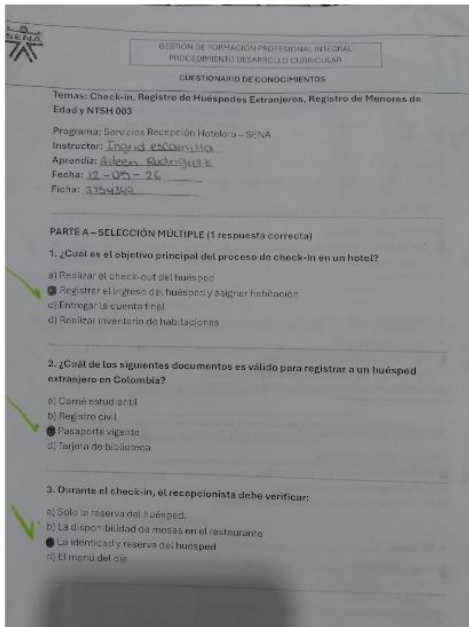 SENA
GESTIÓN DE FORMACIÓN PROFESIONAL INTEGRAL
PROCEDIMIENTO DESARROLLO CURRICULAR
CUESTIONARIO DE CONOCIMIENTOS
Temas: Check-in, Registro de Huéspedes Extranjeros, Registro de Menores de
Edad y NTSH 003
Programa: Servicios Recepción Hotelera – SENA
Instructor: Ingrid escamilla
Aprendiz: Aileen Rodriguez
Fecha: 12-05-26
Ficha:
PARTE A – SELECCIÓN MÚLTIPLE (1 respuesta correcta)
1. ¿Cuál es el objetivo principal del proceso de check-in en un hotel?
a) Realizar el check-out del huésped
Registrar el ingreso del huésped y asignar habitación
c) Entregar la cuenta final
d) Realizar inventario de habitaciones
2. ¿Cuál de los siguientes documentos es válido para registrar a un huésped
extranjero en Colombia?
a) Carné estudiantil
b) Registro civil
Pasaporte vigente
d) Tarjeta de biblioteca
3. Durante el check-in, el recepcionista debe verificar:
a) Solo la reserva del huésped.
b) La disponibilidad de mesas en el restaurante
La identidad y reserva del huésped
d) El menú del día